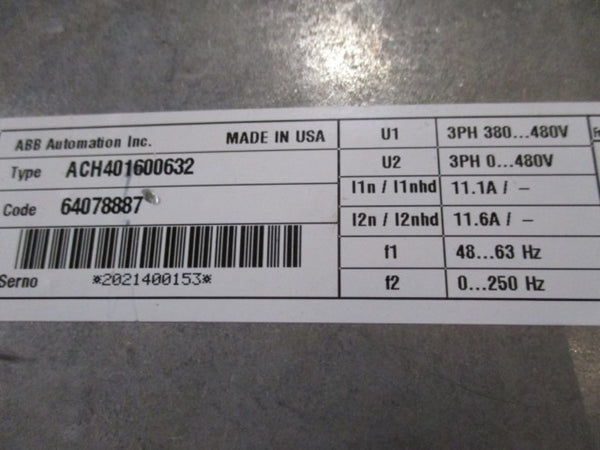 ABB Automation Inc. MADE IN USA
Type ACH401600632
Code 64078887
Serno *2021400153*
U1 3PH 380...480V
U2 3PH 0...480V
I1n / I1nhd 11.1A / –
I2n / I2nhd 11.6A / –
f1 48...63 Hz
f2 0...250 Hz